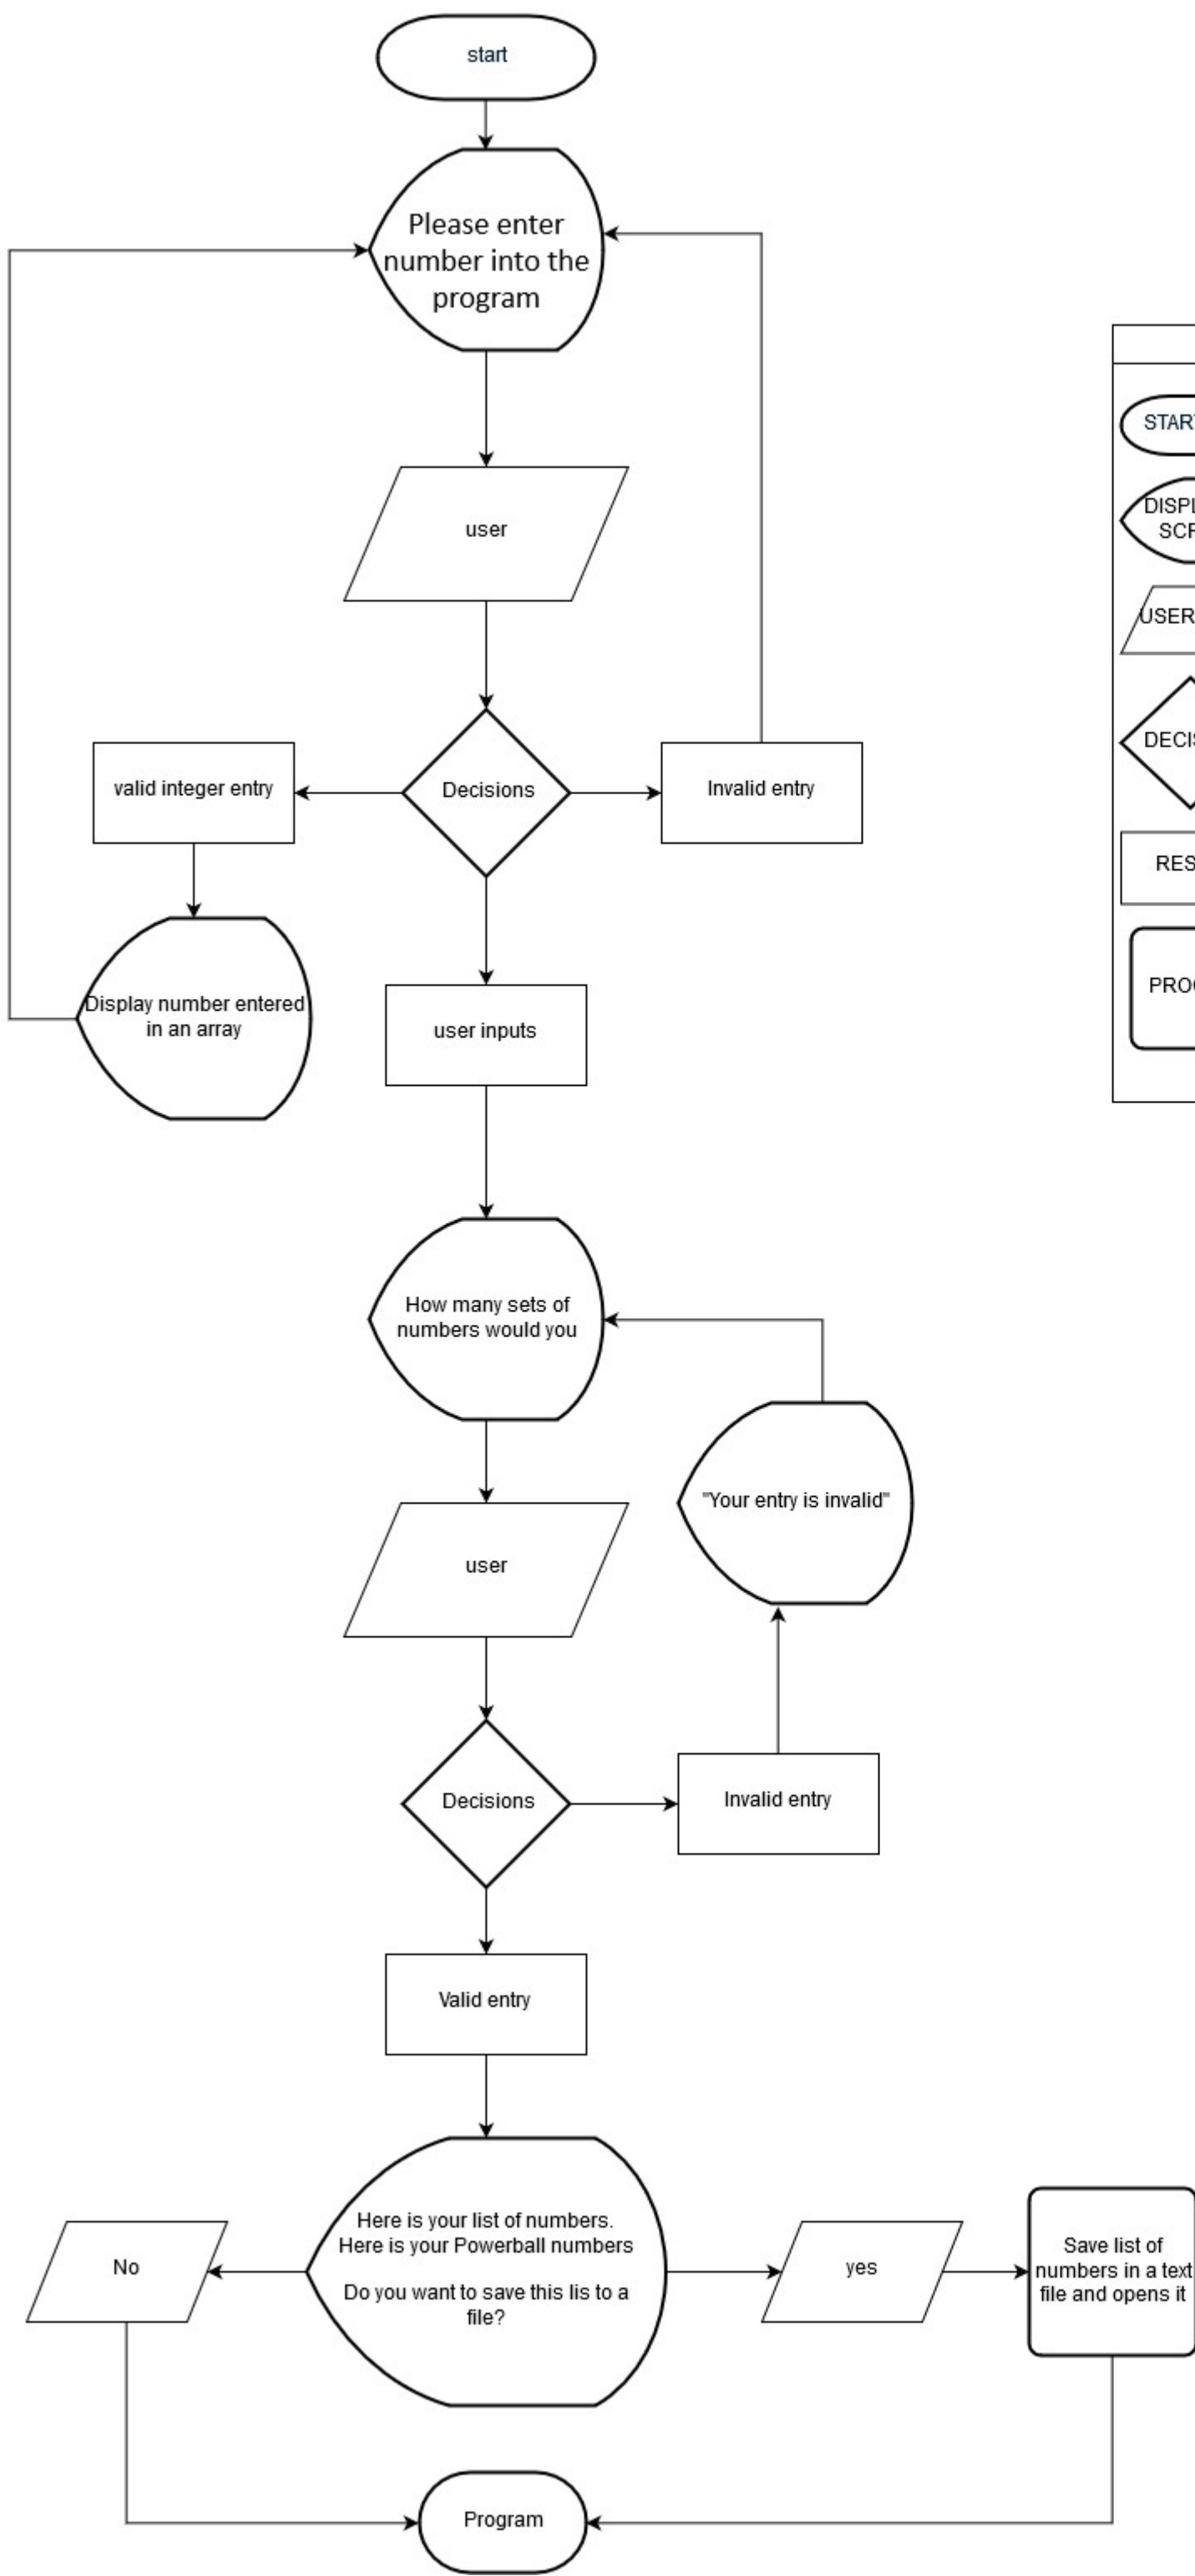 start
Please enter
number into the
program
user
Decisions
valid integer entry
Invalid entry
Display number entered
in an array
user inputs
How many sets of
numbers would you
"Your entry is invalid"
user
Decisions
Invalid entry
Valid entry
Here is your list of numbers.
Here is your Powerball numbers
Do you want to save this lis to a
file?
No
yes
Save list of
numbers in a text
file and opens it
Program
USER